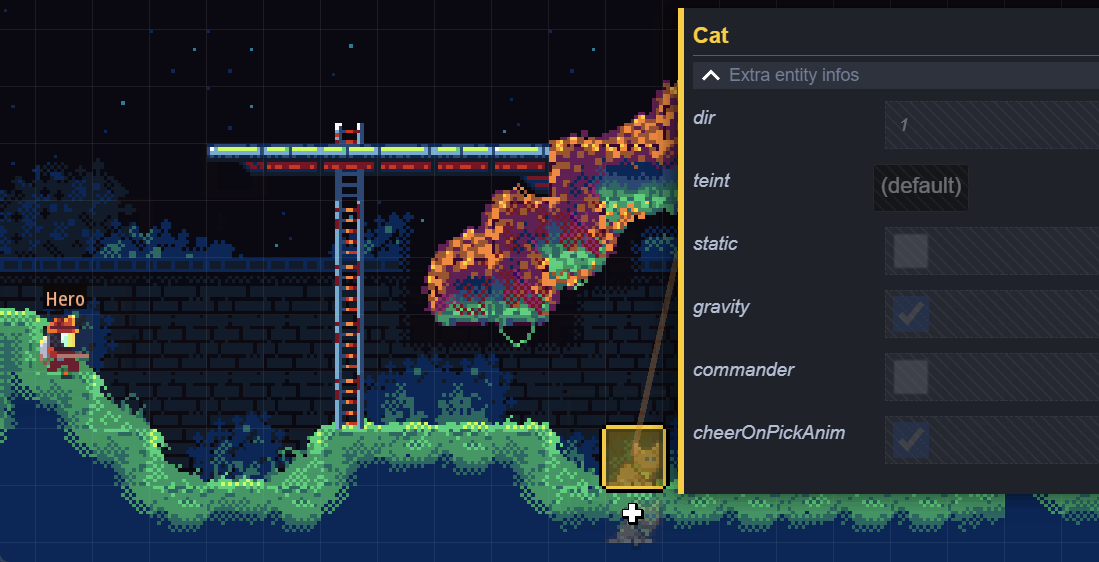 Cat
Extra entity infos
dir
1
teint
(default)
static
gravity
commander
cheerOnPickAnim
Hero